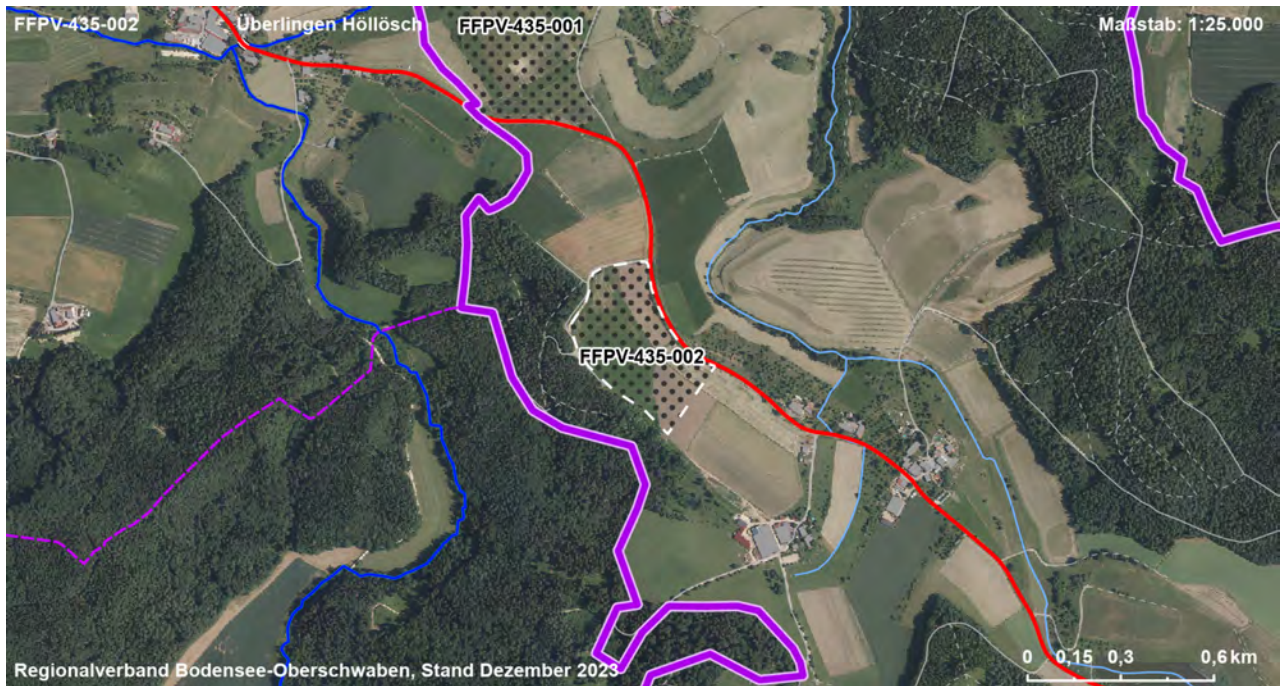 FFPV-435-002 Überlingen Höllösch FFPV-435-001 Maßstab: 1:25.000
FFPV-435-002
0 0,15 0,3 0,6 km
Regionalverband Bodensee-Oberschwaben, Stand Dezember 2023